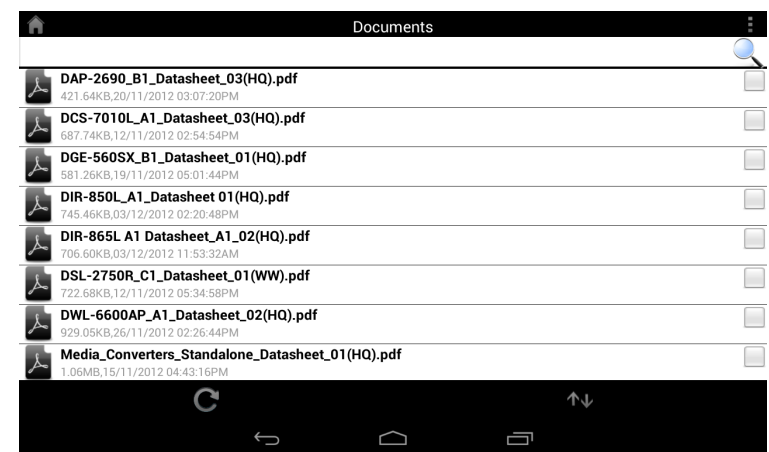 Documents
DAP-2690_B1_Datasheet_03(HQ).pdf
421.64KB,20/11/2012 03:07:20PM
DCS-7010L_A1_Datasheet_03(HQ).pdf
687.74KB,12/11/2012 02:54:54PM
DGE-560SX_B1_Datasheet_01(HQ).pdf
581.26KB,19/11/2012 05:01:44PM
DIR-850L_A1_Datasheet 01(HQ).pdf
745.46KB,03/12/2012 02:20:48PM
DIR-865L A1 Datasheet_A1_02(HQ).pdf
706.60KB,03/12/2012 11:53:32AM
DSL-2750R_C1_Datasheet_01(WW).pdf
722.68KB,12/11/2012 05:34:58PM
DWL-6600AP_A1_Datasheet_02(HQ).pdf
929.05KB,26/11/2012 02:26:44PM
Media_Converters_Standalone_Datasheet_01(HQ).pdf
1.06MB,15/11/2012 04:43:16PM